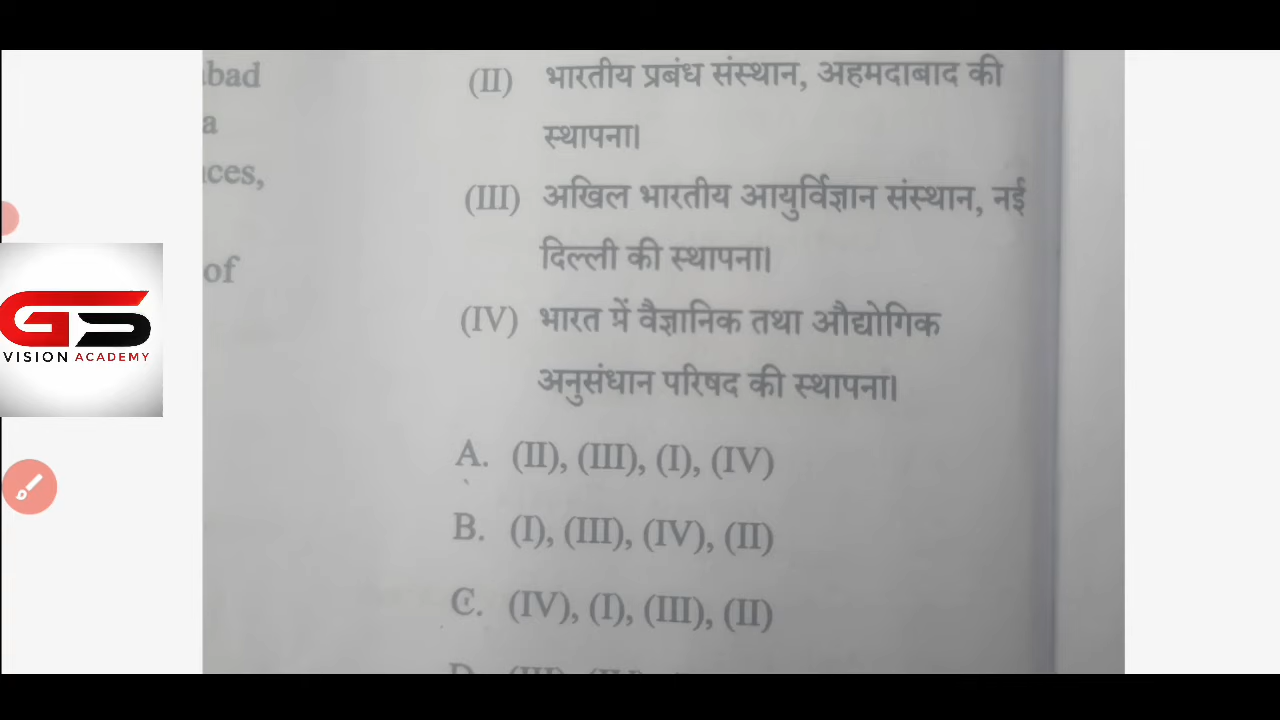 (II) भारतीय प्रबंध संस्थान, अहमदाबाद की
स्थापना।
(III) अखिल भारतीय आयुर्विज्ञान संस्थान, नई
दिल्ली की स्थापना।
(IV) भारत में वैज्ञानिक तथा औद्योगिक
अनुसंधान परिषद की स्थापना।
A. (II), (III), (I), (IV)
B. (I), (III), (IV), (II)
C. (IV), (I), (III), (II)
bad
a
ces,
of
GS
VISION ACADEMY